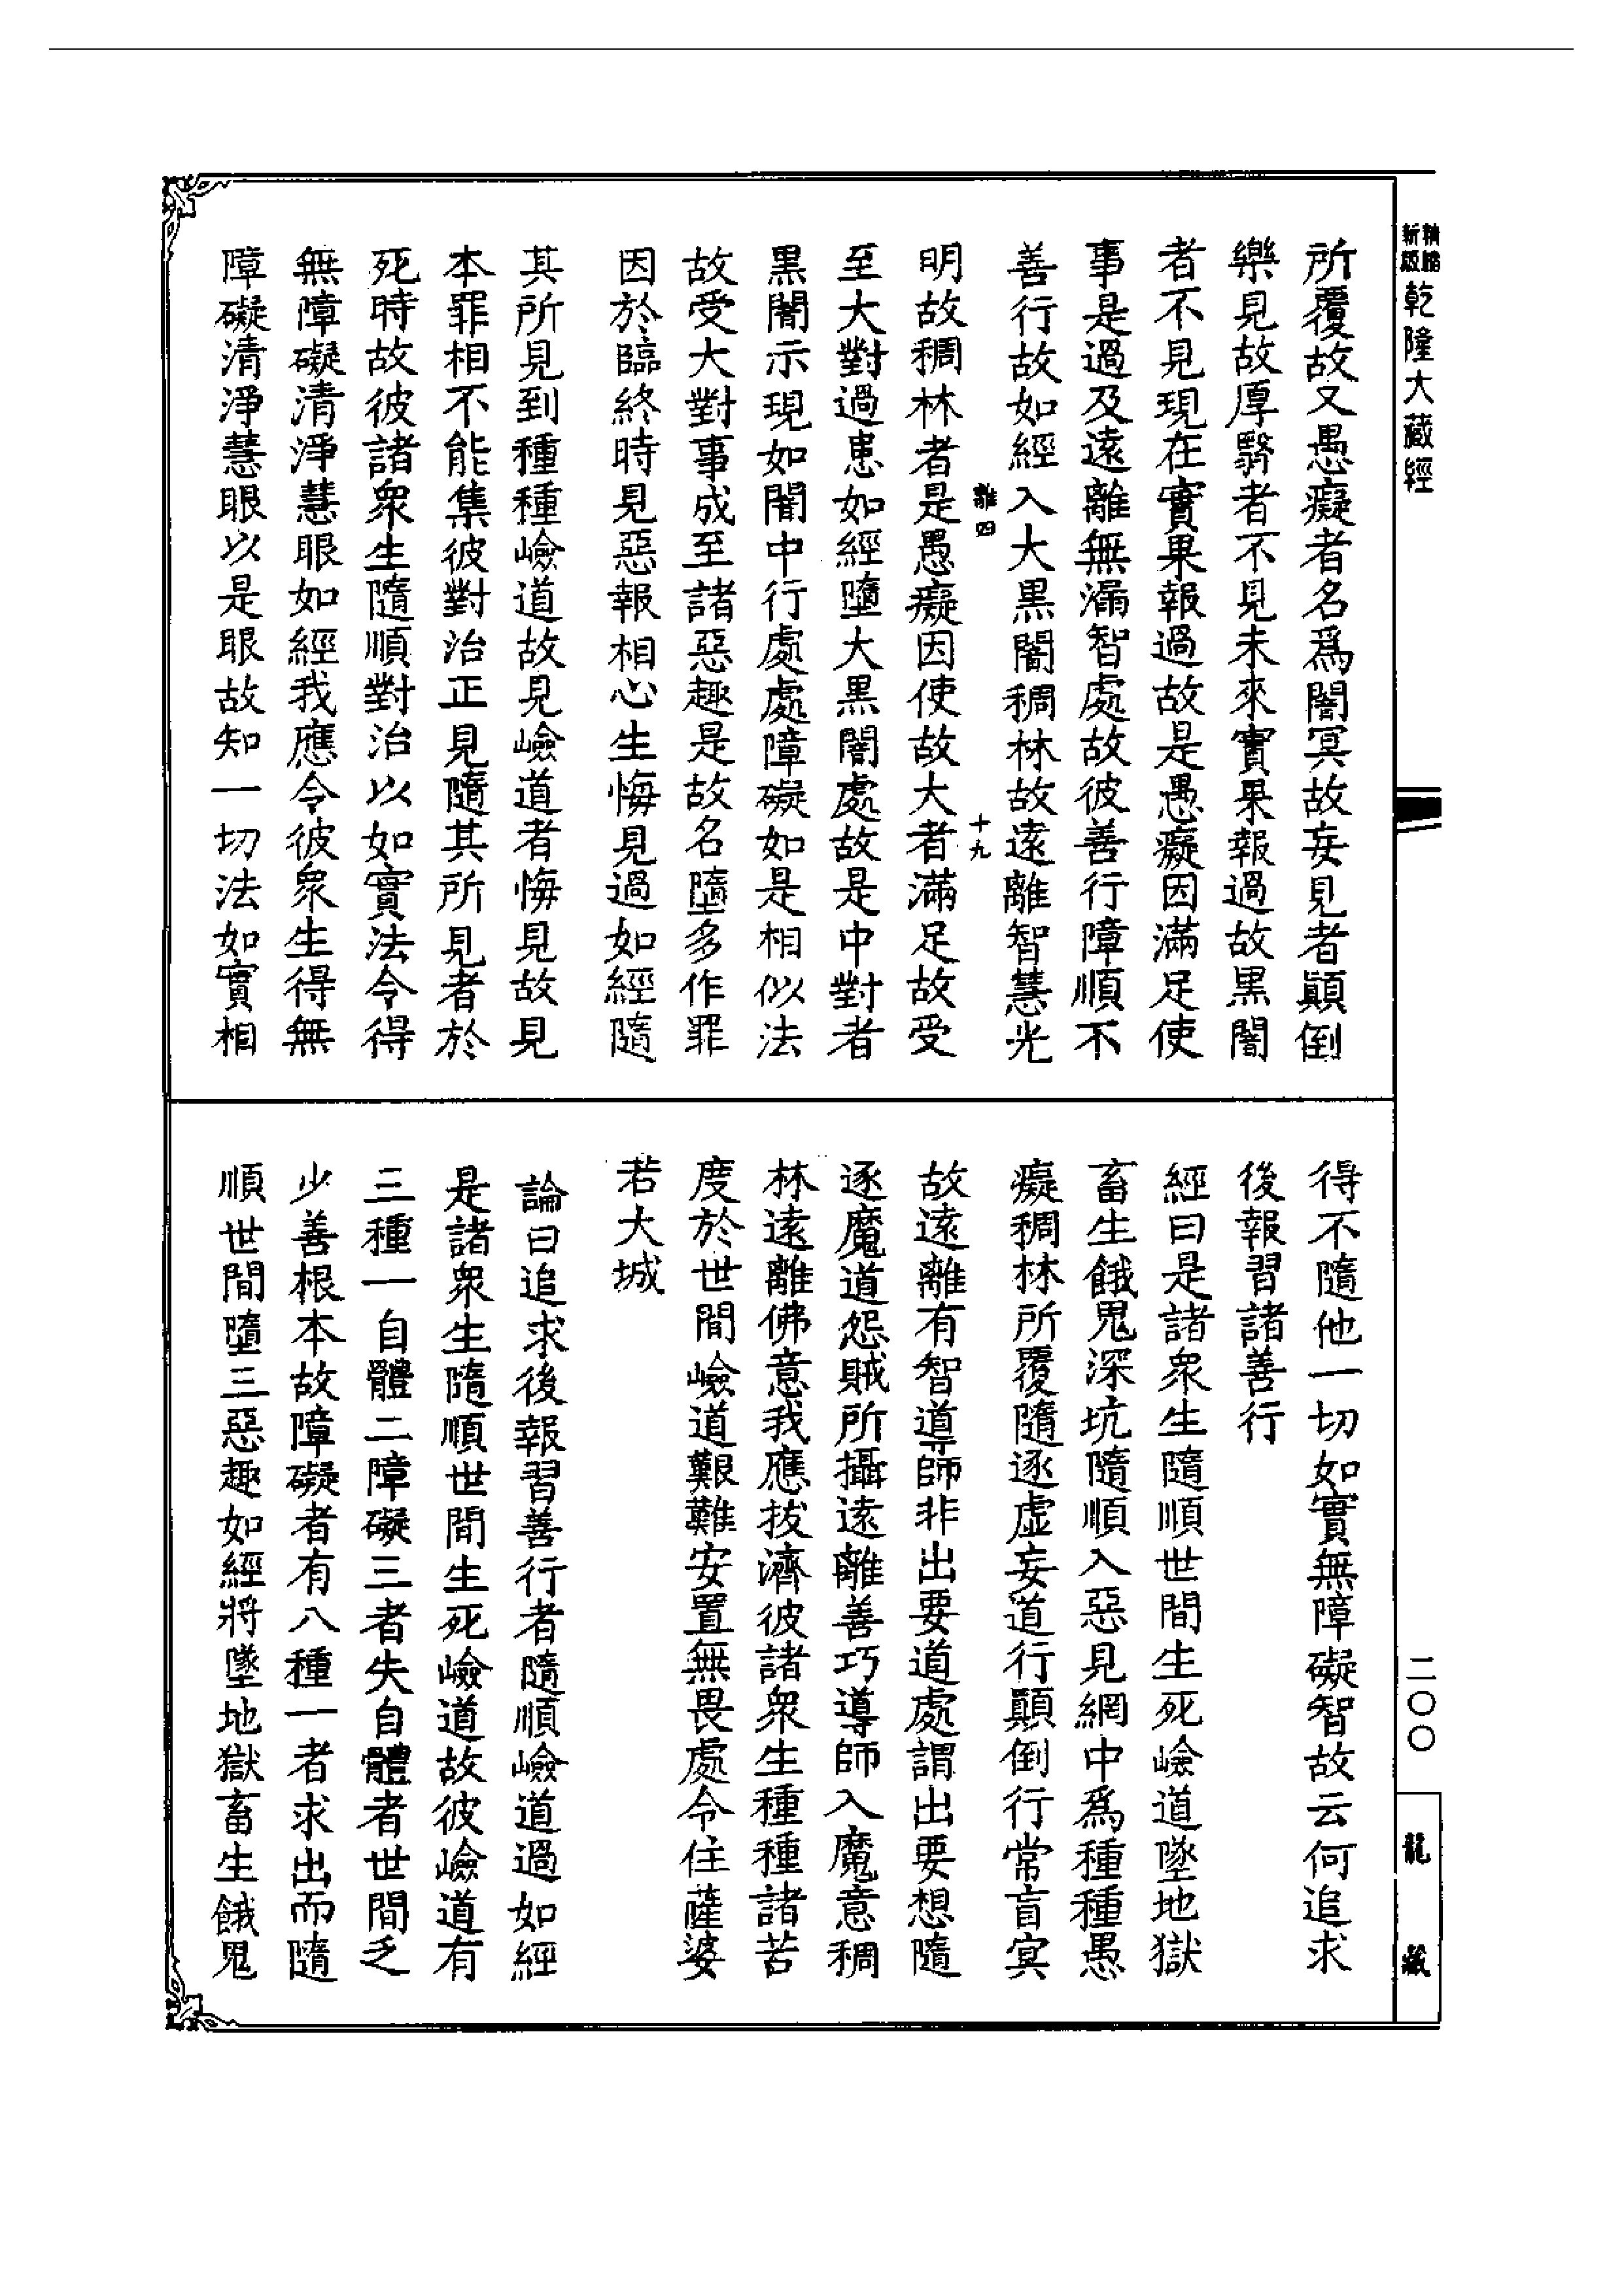 新版
乾隆大藏經
所覆故又愚癡者名爲闇冥故妄見者顛倒
樂見故厚翳者不見未來實果報過故黑闇
者不見現在實果報過故是愚癡因滿足使
事是過及遠離無漏智處故彼善行障順不
善行故如經入大黑闇稠林故遠離智慧光
離四
十九
明故稠林者是愚癡因使故大者滿足故受
至大對過患如經墮大黑闇處故是中對者
黑闇示現如闇中行處處障礙如是相似法
故受大對事成至諸惡趣是故名墮多作罪
因於臨終時見惡報相心生悔見過如經隨
其所見到種種嶮道故見嶮道者悔見故見
本罪相不能集彼對治正見隨其所見者於
死時故彼諸衆生隨順對治以如實法令得
無障礙清淨慧眼如經我應令彼衆生得無
障礙清淨慧眼以是眼故知一切法如實相
得不隨他一切如實無障礙智故云何追求
後報習諸善行
經曰是諸衆生隨順世間生死嶮道墜地獄
畜生餓鬼深坑隨順入惡見網中爲種種愚
癡稠林所覆隨逐虛妄道行顛倒行常盲冥
故遠離有智導師非出要道處謂出要想隨
逐魔道怨賊所攝遠離善巧導師入魔意稠
林遠離佛意我應拔濟彼諸衆生種種諸苦
度於世間嶮道艱難安置無畏處令住薩婆
若大城
論曰追求後報習善行者隨順嶮道過如經
是諸衆生隨順世間生死嶮道故彼嶮道有
三種一自體二障礙三者失自體者世間乏
少善根本故障礙者有八種一者求出而隨
順世間墮三惡趣如經將墜地獄畜生餓鬼
二〇〇
龍藏